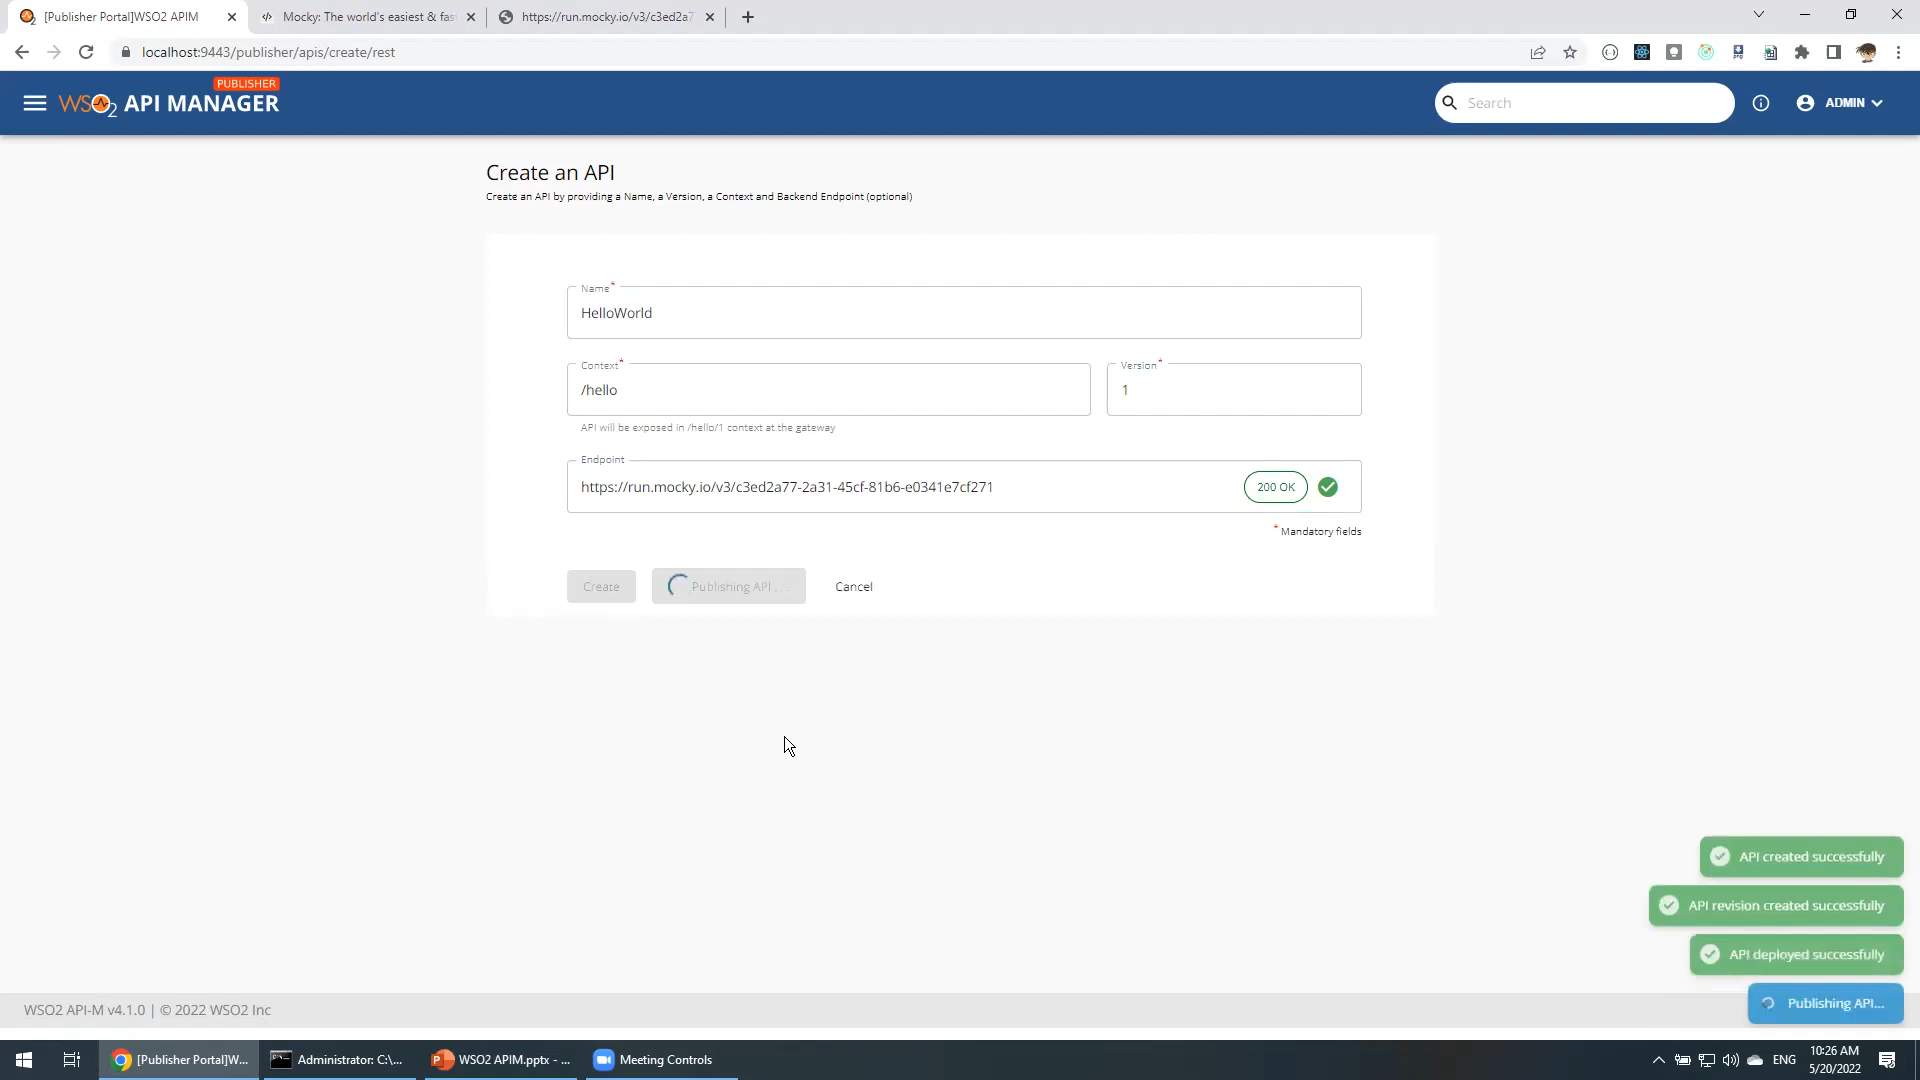 [Publisher Portal]WSO2 APIM
Mocky: The world's easiest & fas
https://run.mocky.io/v3/c3ed2a7
localhost:9443/publisher/apis/create/rest
PUBLISHER
WSO2 API MANAGER
Search
ADMIN
Create an API
Create an API by providing a Name, a Version, a Context and Backend Endpoint (optional)
Name*
HelloWorld
Context*
/hello
Version*
1
API will be exposed in /hello/1 context at the gateway
Endpoint
https://run.mocky.io/v3/c3ed2a77-2a31-45cf-81b6-e0341e7cf271
200 OK
* Mandatory fields
Create
Publishing API . . .
Cancel
API created successfully
API revision created successfully
API deployed successfully
Publishing API...
WSO2 API-M v4.1.0 | © 2022 WSO2 Inc
[Publisher Portal]W...
Administrator: C:\...
WSO2 APIM.pptx - ...
Meeting Controls
ENG
10:26 AM
5/20/2022